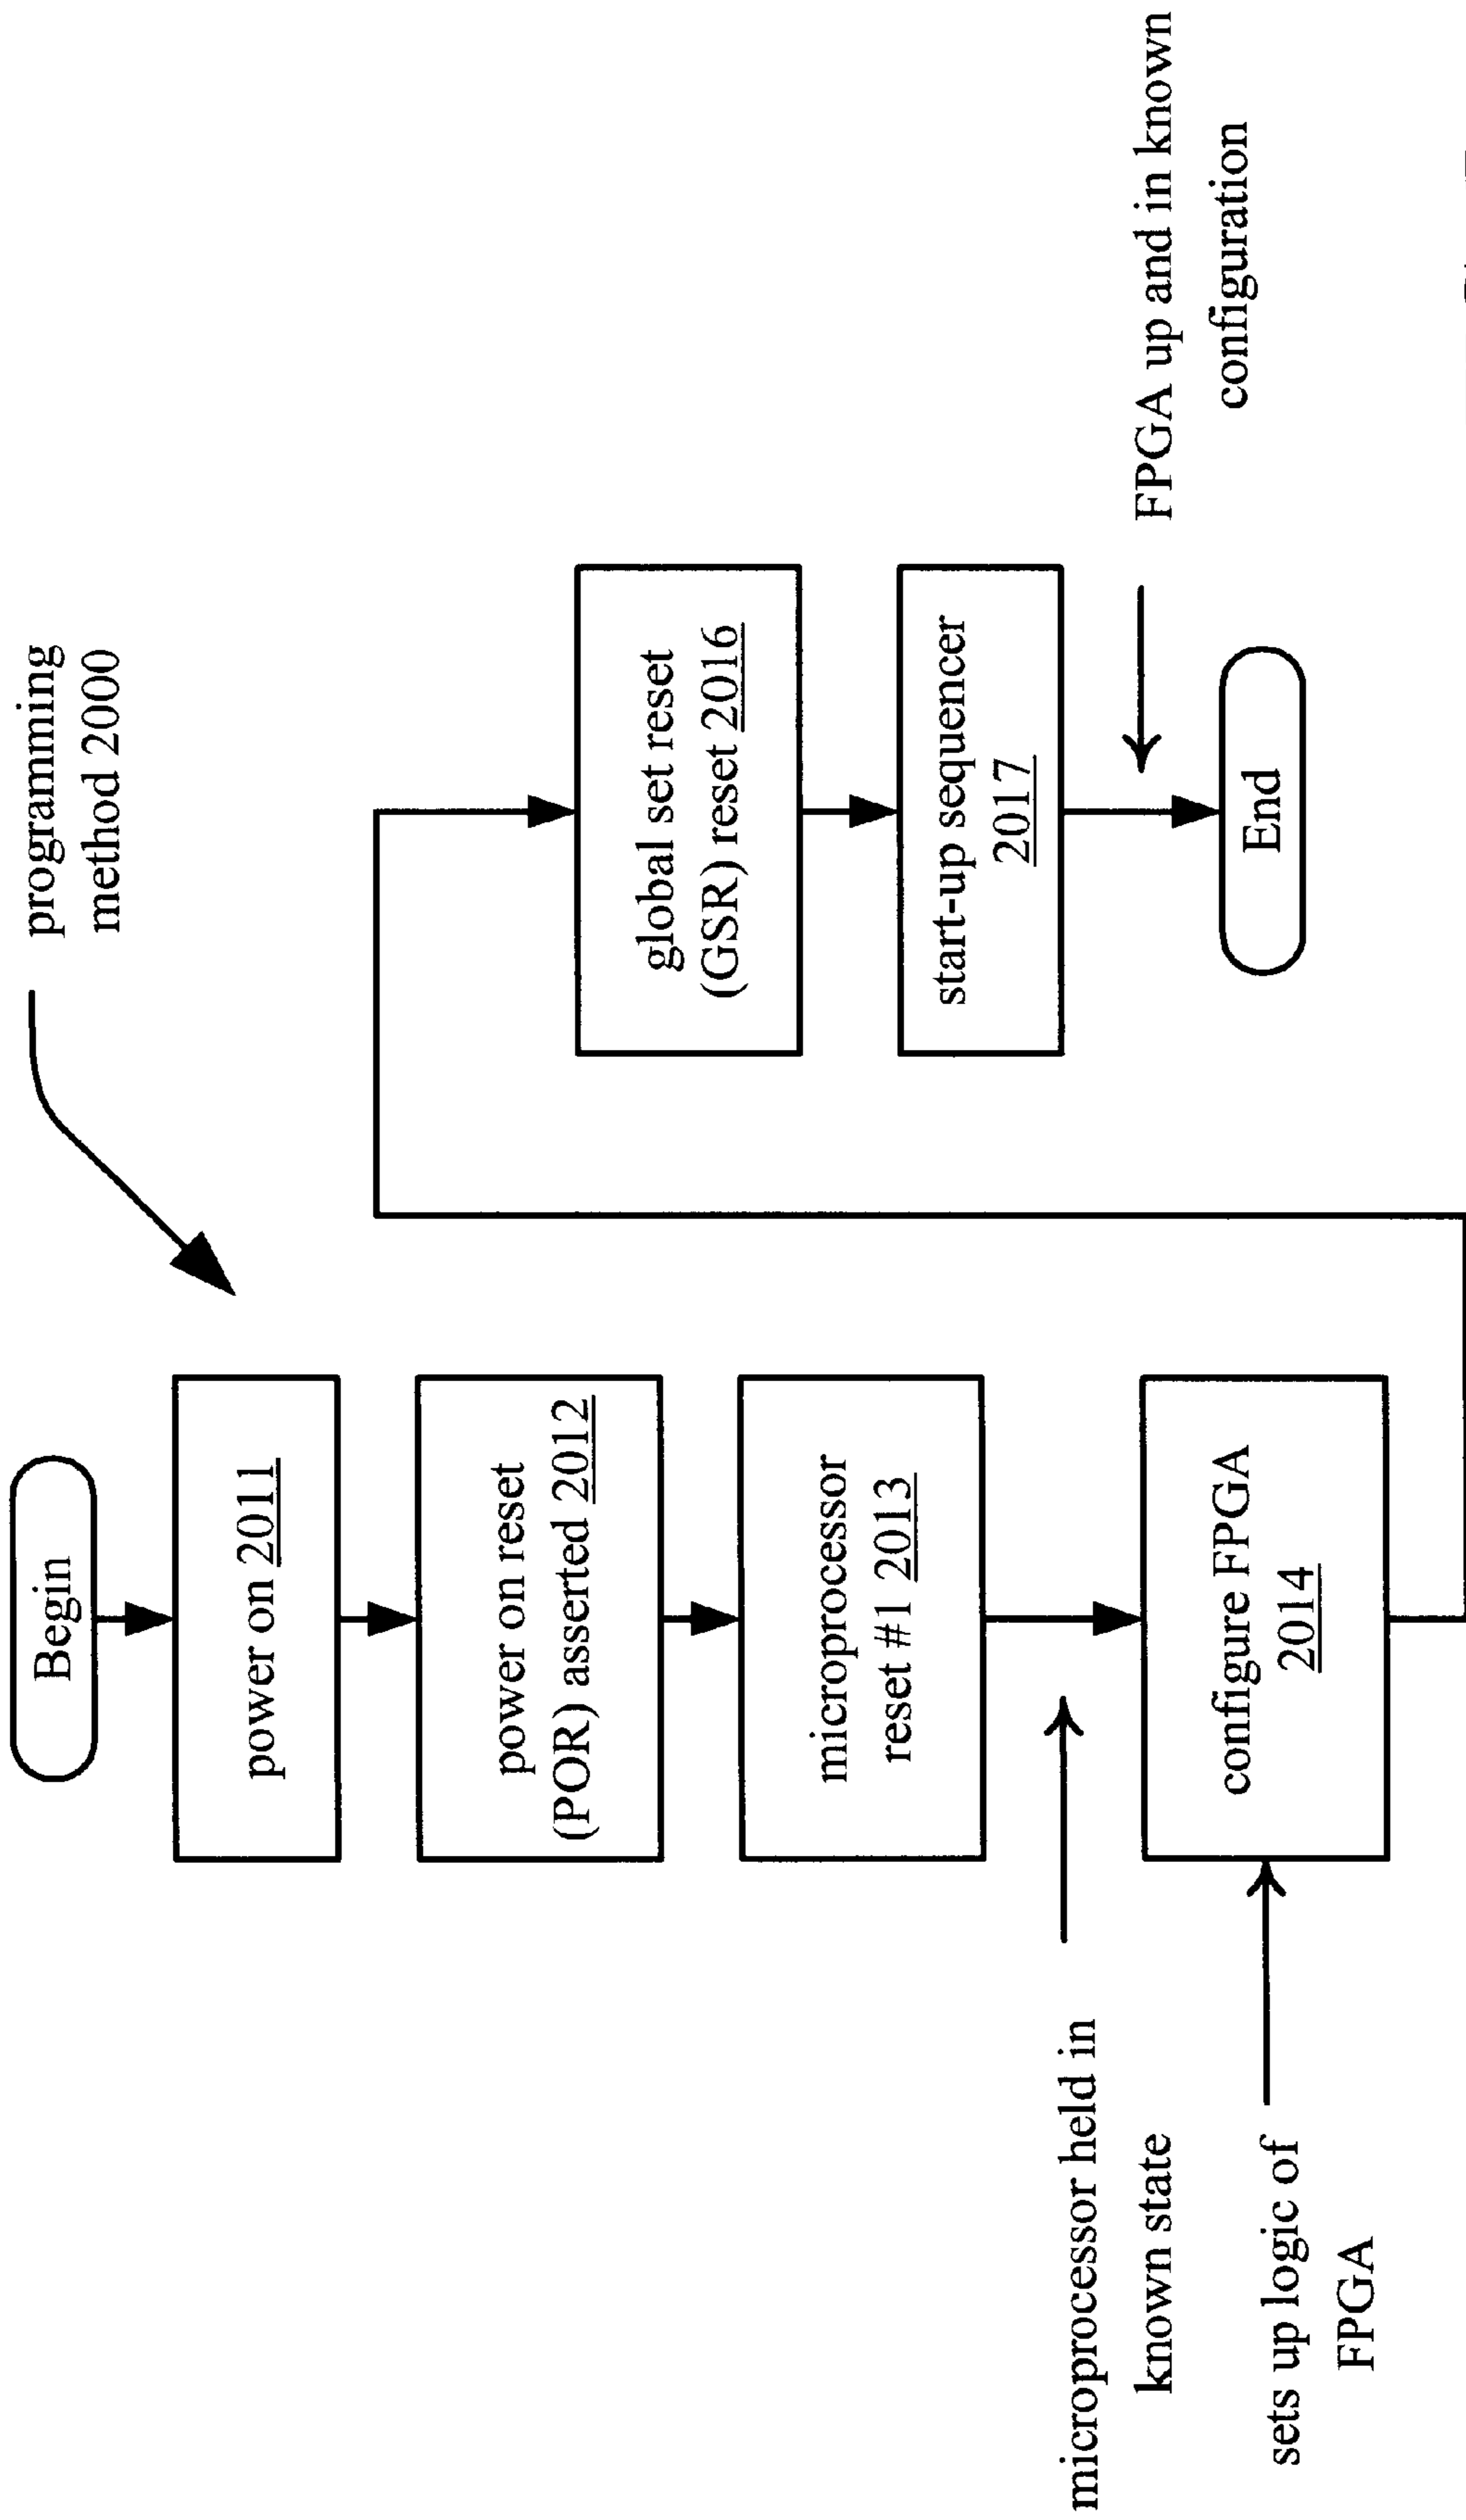 programming
method 2000
Begin
power on 2011
power on reset
(POR) asserted 2012
microprocessor
reset #1 2013
microprocessor held in
known state
configure FPGA
2014
sets up logic of
FPGA
global set reset
(GSR) reset 2016
start-up sequencer
2017
FPGA up and in known
configuration
End